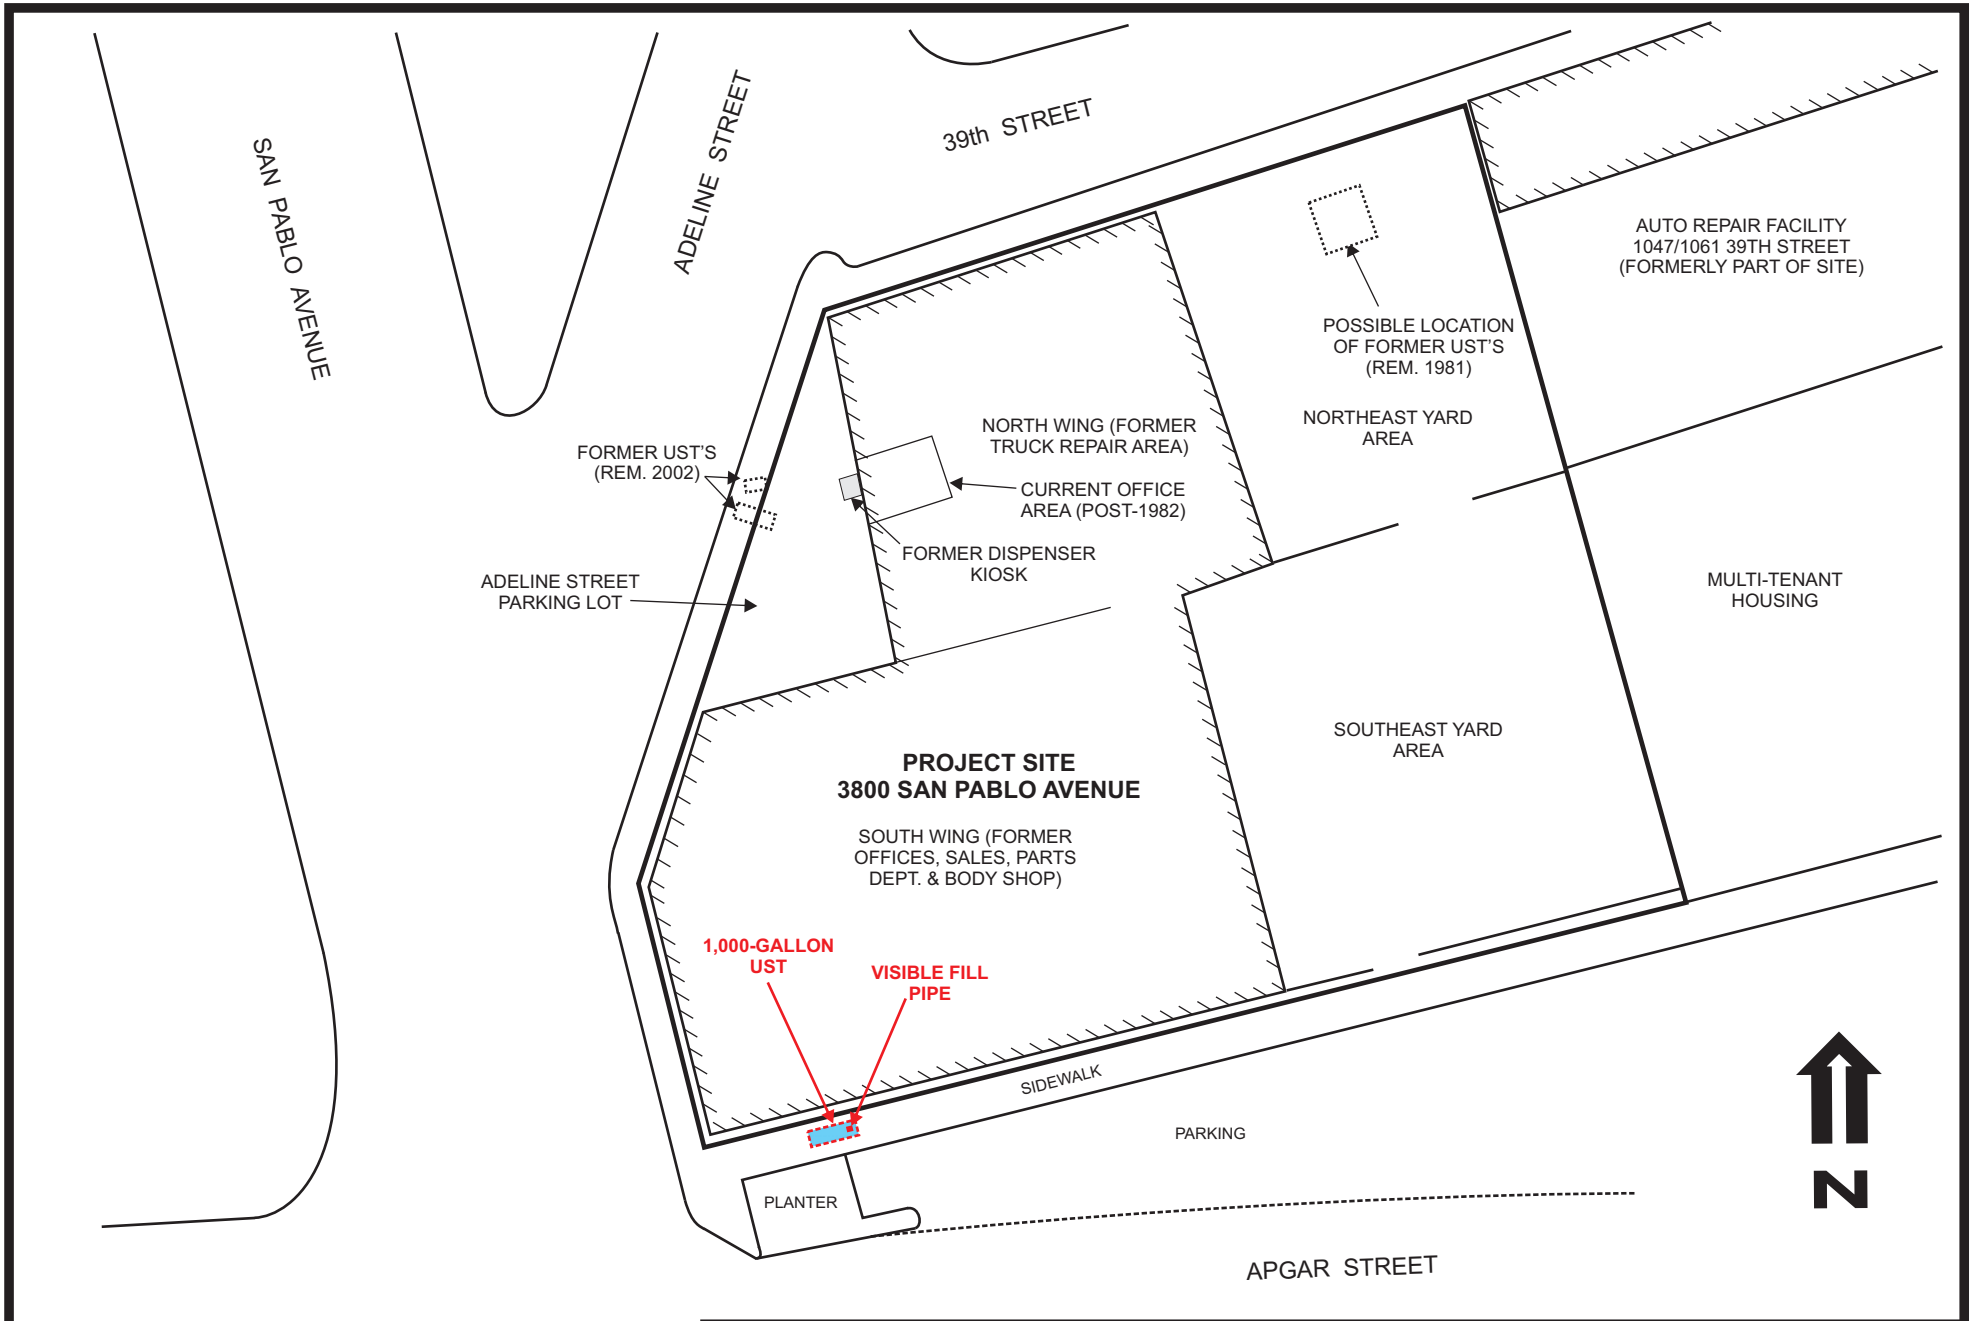 SAN PABLO AVENUE
ADELINE STREET
39th STREET
AUTO REPAIR FACILITY
1047/1061 39TH STREET
(FORMERLY PART OF SITE)
POSSIBLE LOCATION
OF FORMER UST'S
(REM. 1981)
NORTHEAST YARD
AREA
NORTH WING (FORMER
TRUCK REPAIR AREA)
FORMER UST'S
(REM. 2002)
CURRENT OFFICE
AREA (POST-1982)
FORMER DISPENSER
KIOSK
ADELINE STREET
PARKING LOT
MULTI-TENANT
HOUSING
SOUTHEAST YARD
AREA
PROJECT SITE
3800 SAN PABLO AVENUE
SOUTH WING (FORMER
OFFICES, SALES, PARTS
DEPT. & BODY SHOP)
1,000-GALLON
UST
VISIBLE FILL
PIPE
SIDEWALK
PARKING
PLANTER
APGAR STREET
N